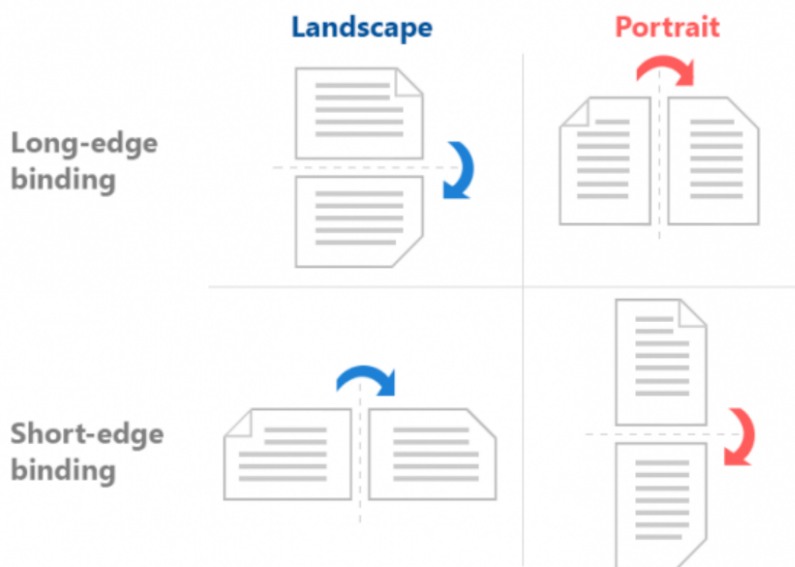 Landscape
Portrait
Long-edge
binding
Short-edge
binding